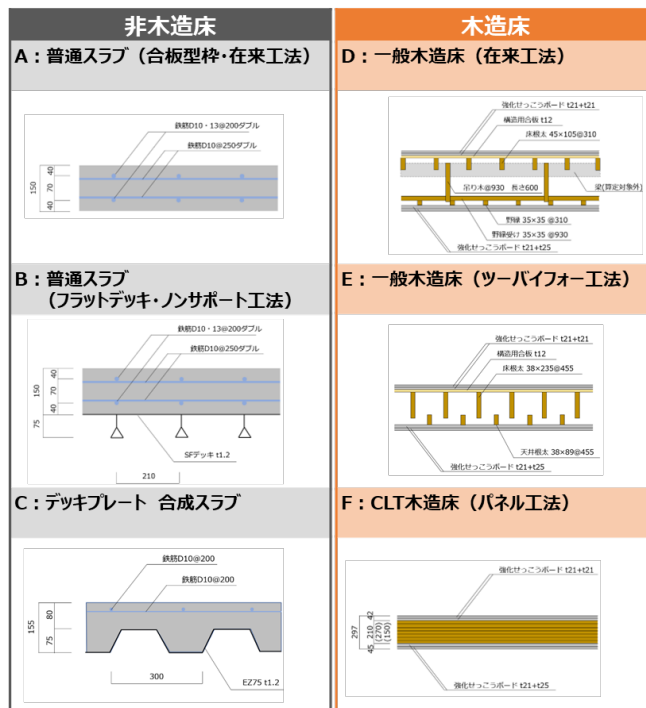 非木造床
A：普通スラブ（合板型枠･在来工法）
鉄筋D10・13@200ダブル
鉄筋D10@250ダブル
150
40
70
40
B：普通スラブ
（フラットデッキ･ノンサポート工法）
鉄筋D10・13@200ダブル
鉄筋D10@250ダブル
150
40
70
40
75
SFデッキ t1.2
210
C：デッキプレート 合成スラブ
鉄筋D10@200
鉄筋D10@200
155
80
75
300
EZ75 t1.2
木造床
D：一般木造床（在来工法）
強化せっこうボード t21+t21
構造用合板 t12
床根太 45×105@310
吊り木@930 長さ600
梁(算定対象外)
野縁 35×35 @310
野縁受け 35×35 @930
強化せっこうボード t21+t25
E：一般木造床（ツーバイフォー工法）
強化せっこうボード t21+t21
構造用合板 t12
床根太 38×235@455
天井根太 38×89@455
強化せっこうボード t21+t25
F：CLT木造床（パネル工法）
強化せっこうボード t21+t21
297
42
210
(270)
(150)
45
強化せっこうボード t21+t25